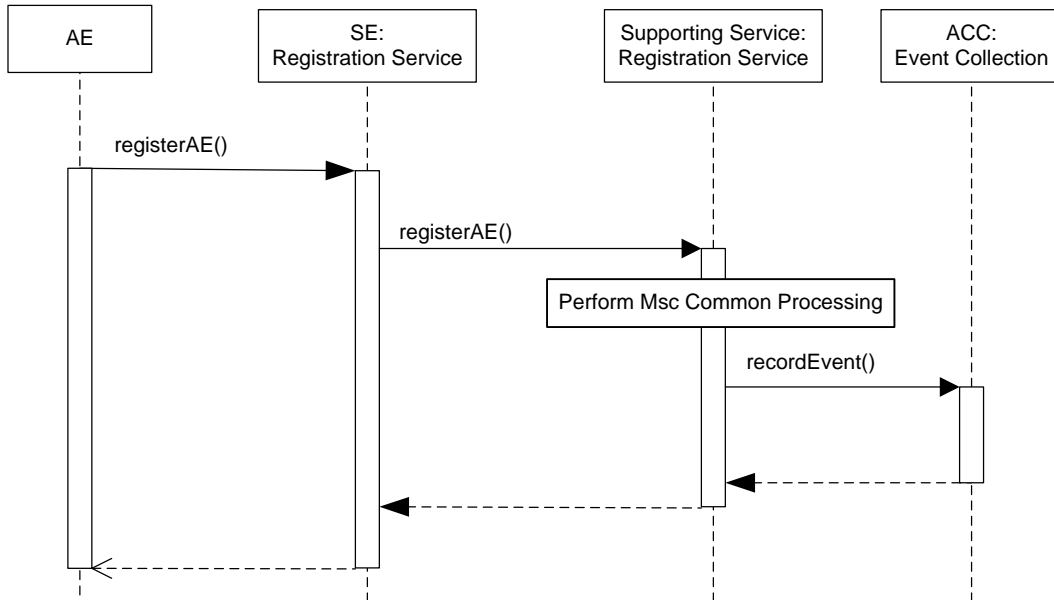 AE
SE:
Registration Service
Supporting Service:
Registration Service
ACC:
Event Collection
registerAE()
registerAE()
Perform Msc Common Processing
recordEvent()